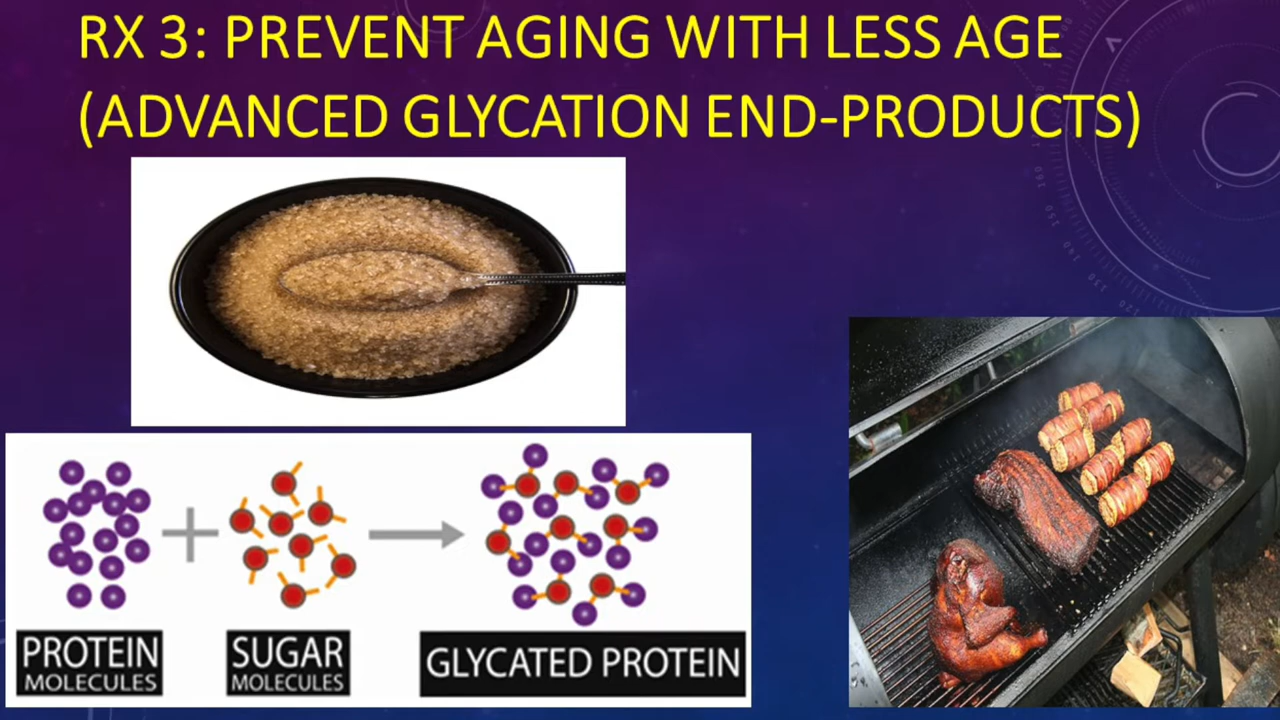 RX 3: PREVENT AGING WITH LESS AGE
(ADVANCED GLYCATION END-PRODUCTS)
PROTEIN
MOLECULES
SUGAR
MOLECULES
GLYCATED PROTEIN